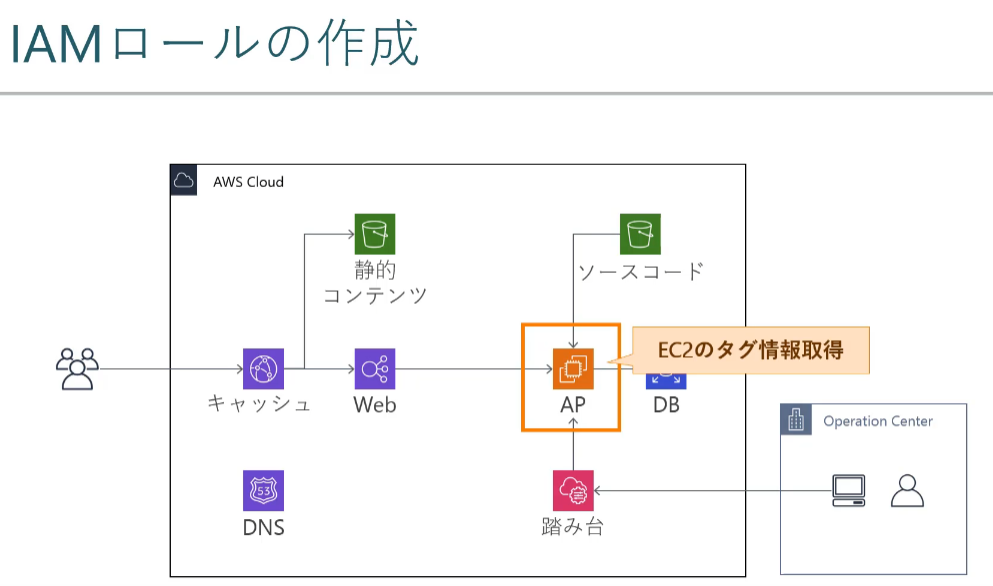 IAMロールの作成
AWS Cloud
静的
コンテンツ
ソースコード
EC2のタグ情報取得
キャッシュ
Web
AP
DB
Operation Center
53
DNS
踏み台